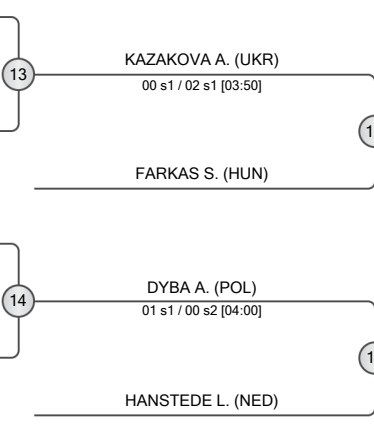 13
KAZAKOVA A. (UKR)
00 s1 / 02 s1 [03:50]
FARKAS S. (HUN)
14
DYBA A. (POL)
01 s1 / 00 s2 [04:00]
HANSTEDE L. (NED)